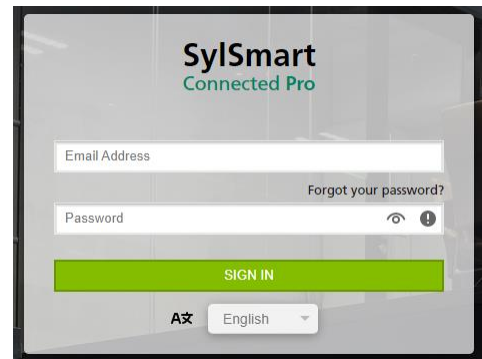 SylSmart
Connected Pro
Email Address
Forgot your password?
Password
SIGN IN
A文 English